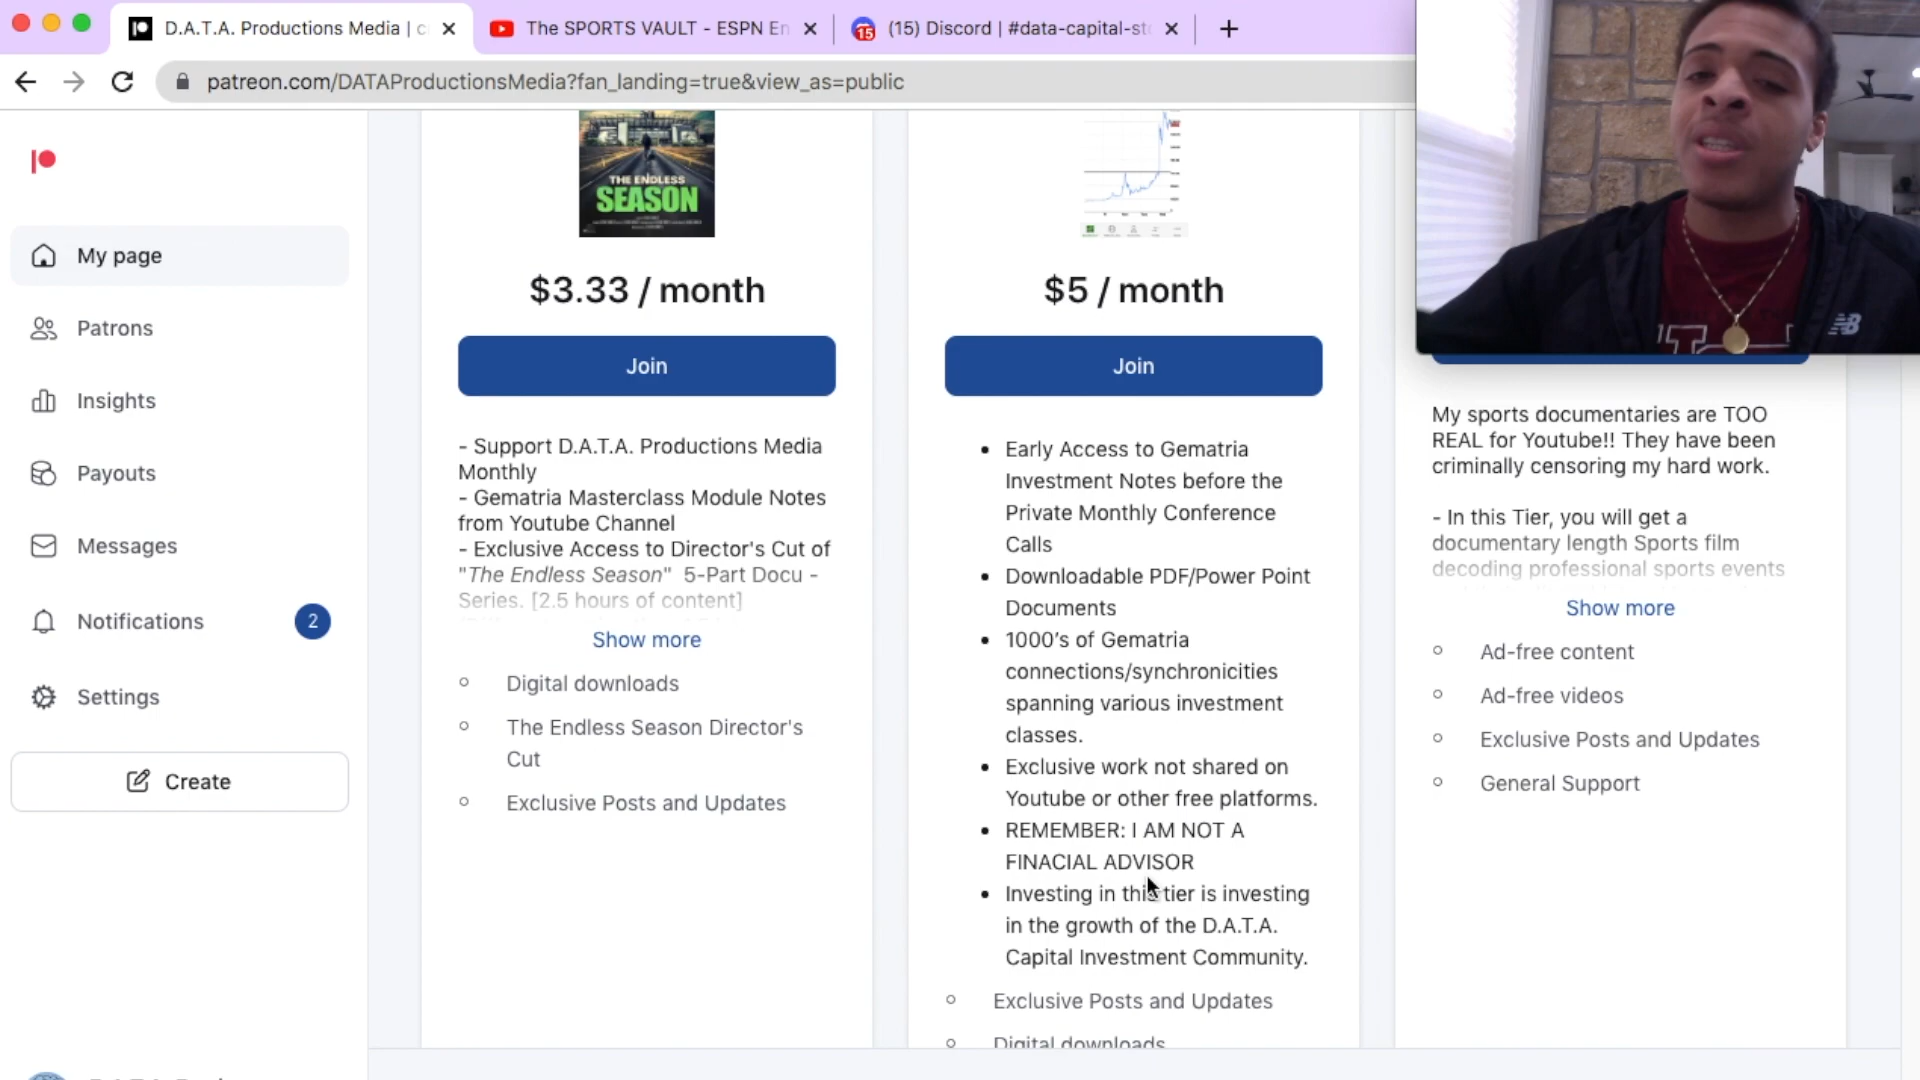 D.A.T.A. Productions Media |
The SPORTS VAULT - ESPN En
15
(15) Discord | #data-capital-st
patreon.com/DATAProductionsMedia?fan_landing=true&view_as=public
My page
Patrons
Insights
Payouts
Messages
Notifications
2
Settings
Create
THE ENDLESS
SEASON
$3.33 / month
Join
- Support D.A.T.A. Productions Media
Monthly
- Gematria Masterclass Module Notes
from Youtube Channel
- Exclusive Access to Director's Cut of
"The Endless Season" 5-Part Docu -
Series. [2.5 hours of content]
Show more
Digital downloads
The Endless Season Director's
Cut
Exclusive Posts and Updates
$5 / month
Join
Early Access to Gematria
Investment Notes before the
Private Monthly Conference
Calls
Downloadable PDF/Power Point
Documents
1000's of Gematria
connections/synchronicities
spanning various investment
classes.
Exclusive work not shared on
Youtube or other free platforms.
REMEMBER: I AM NOT A
FINACIAL ADVISOR
Investing in this tier is investing
in the growth of the D.A.T.A.
Capital Investment Community.
Exclusive Posts and Updates
Digital downloads
NB
My sports documentaries are TOO
REAL for Youtube!! They have been
criminally censoring my hard work.
- In this Tier, you will get a
documentary length Sports film
decoding professional sports events
Show more
Ad-free content
Ad-free videos
Exclusive Posts and Updates
General Support